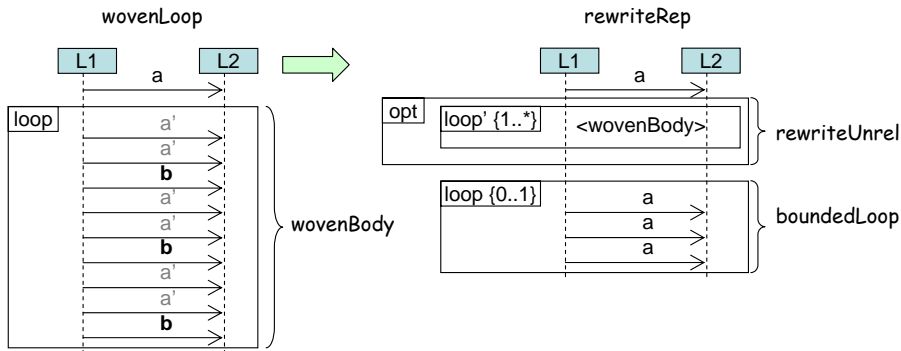 wovenLoop
L1
L2
a
loop
a'
a'
b
a'
a'
b
a'
a'
b
wovenBody
rewriteRep
L1
L2
a
opt
loop' {1..*}
<wovenBody>
rewriteUnrel
loop {0..1}
a
a
a
boundedLoop